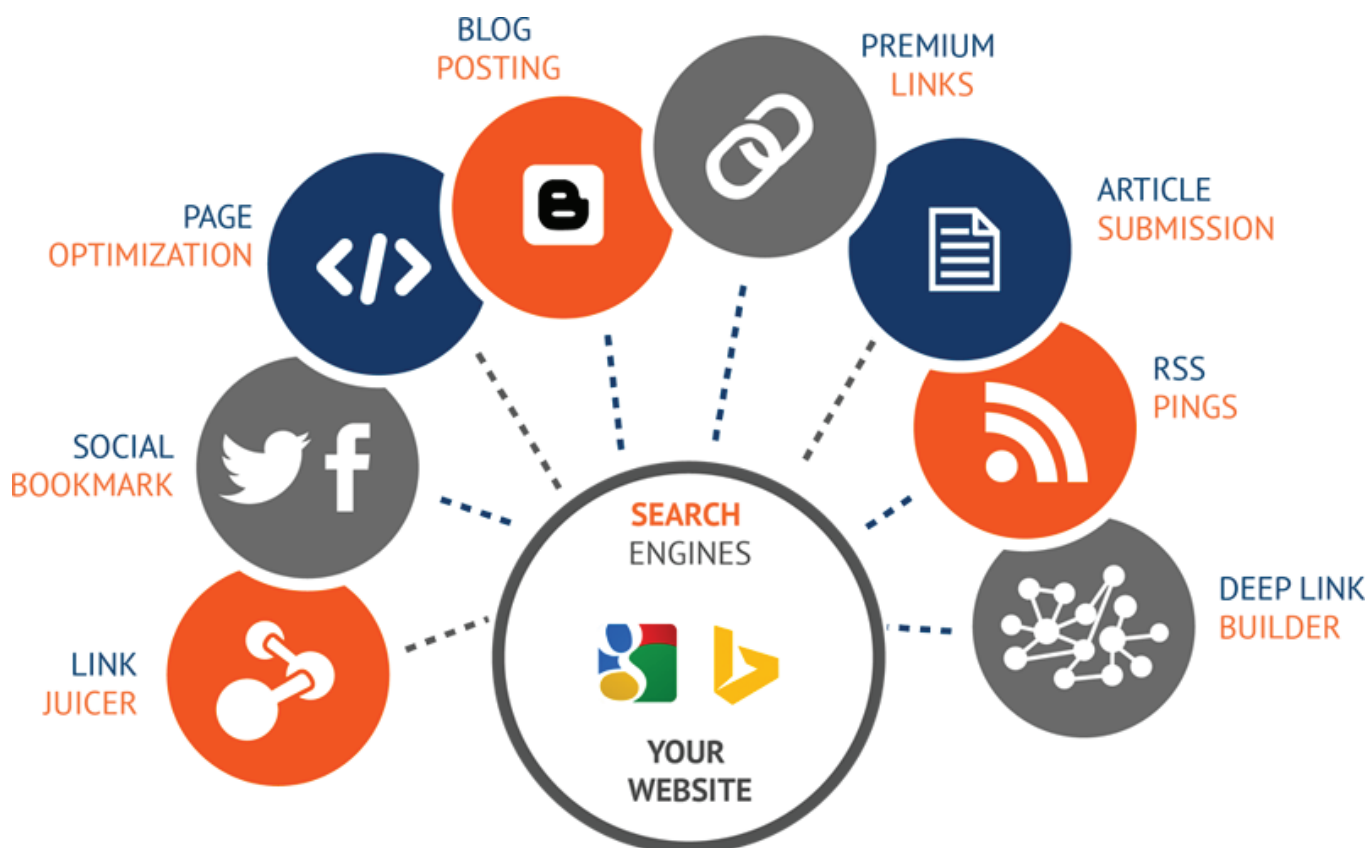 BLOG
POSTING
PREMIUM
LINKS
PAGE
OPTIMIZATION
ARTICLE
SUBMISSION
SOCIAL
BOOKMARK
RSS
PINGS
LINK
JUICER
DEEP LINK
BUILDER
SEARCH
ENGINES
YOUR
WEBSITE